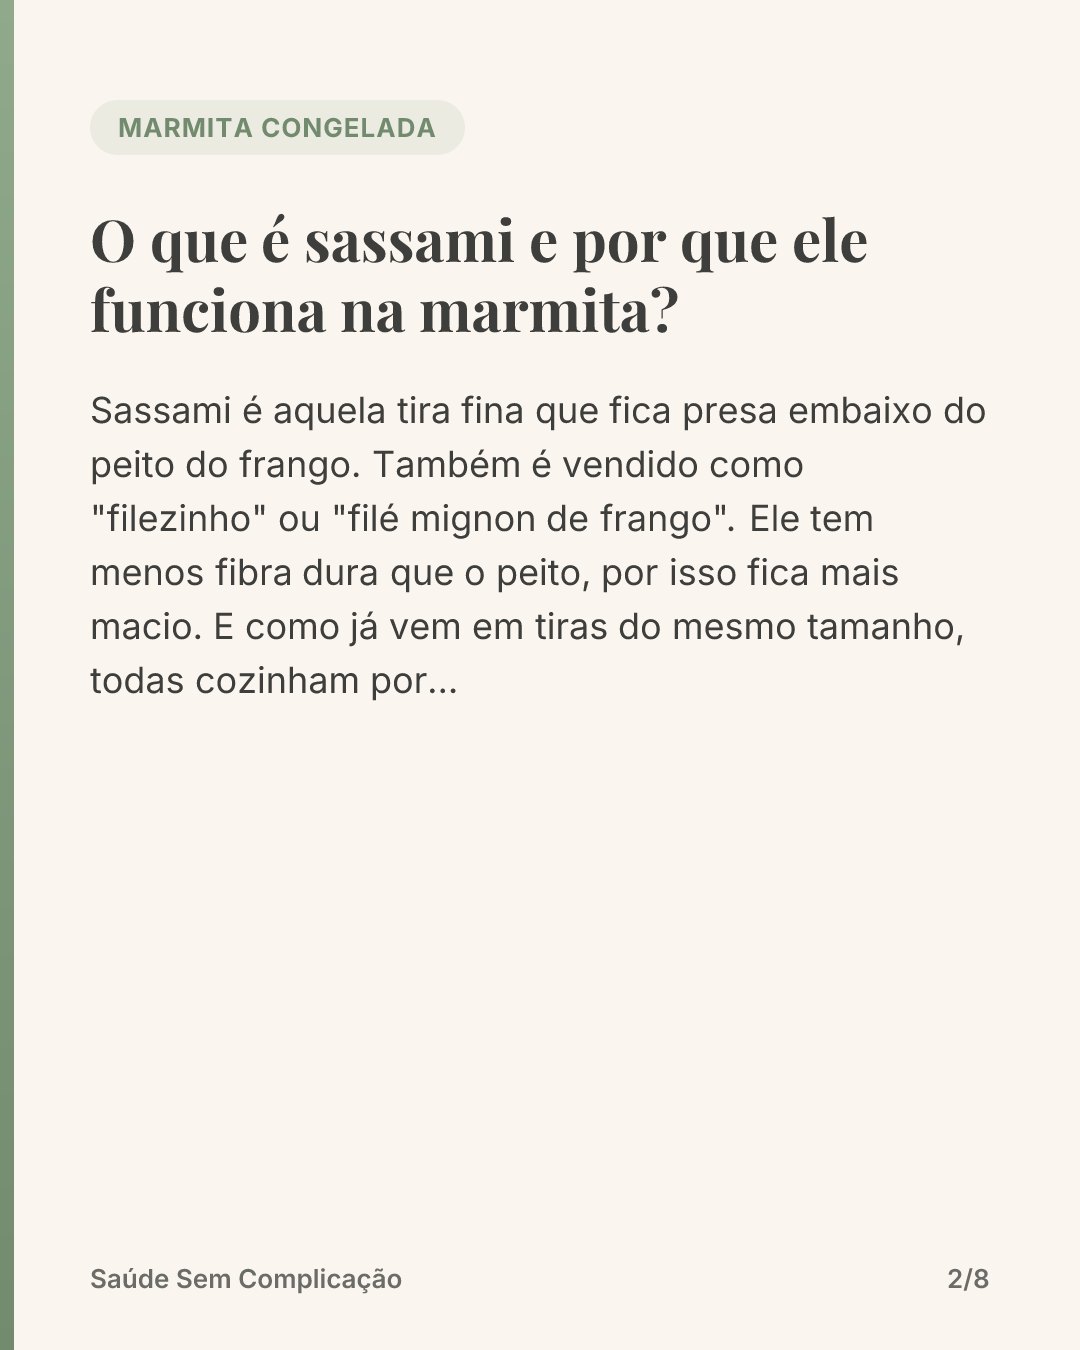 MARMITA CONGELADA
O que é sassami e por que ele
funciona na marmita?
Sassami é aquela tira fina que fica presa embaixo do
peito do frango. Também é vendido como
"filezinho" ou "filé mignon de frango". Ele tem
menos fibra dura que o peito, por isso fica mais
macio. E como já vem em tiras do mesmo tamanho,
todas cozinham por...
Saúde Sem Complicação
2/8